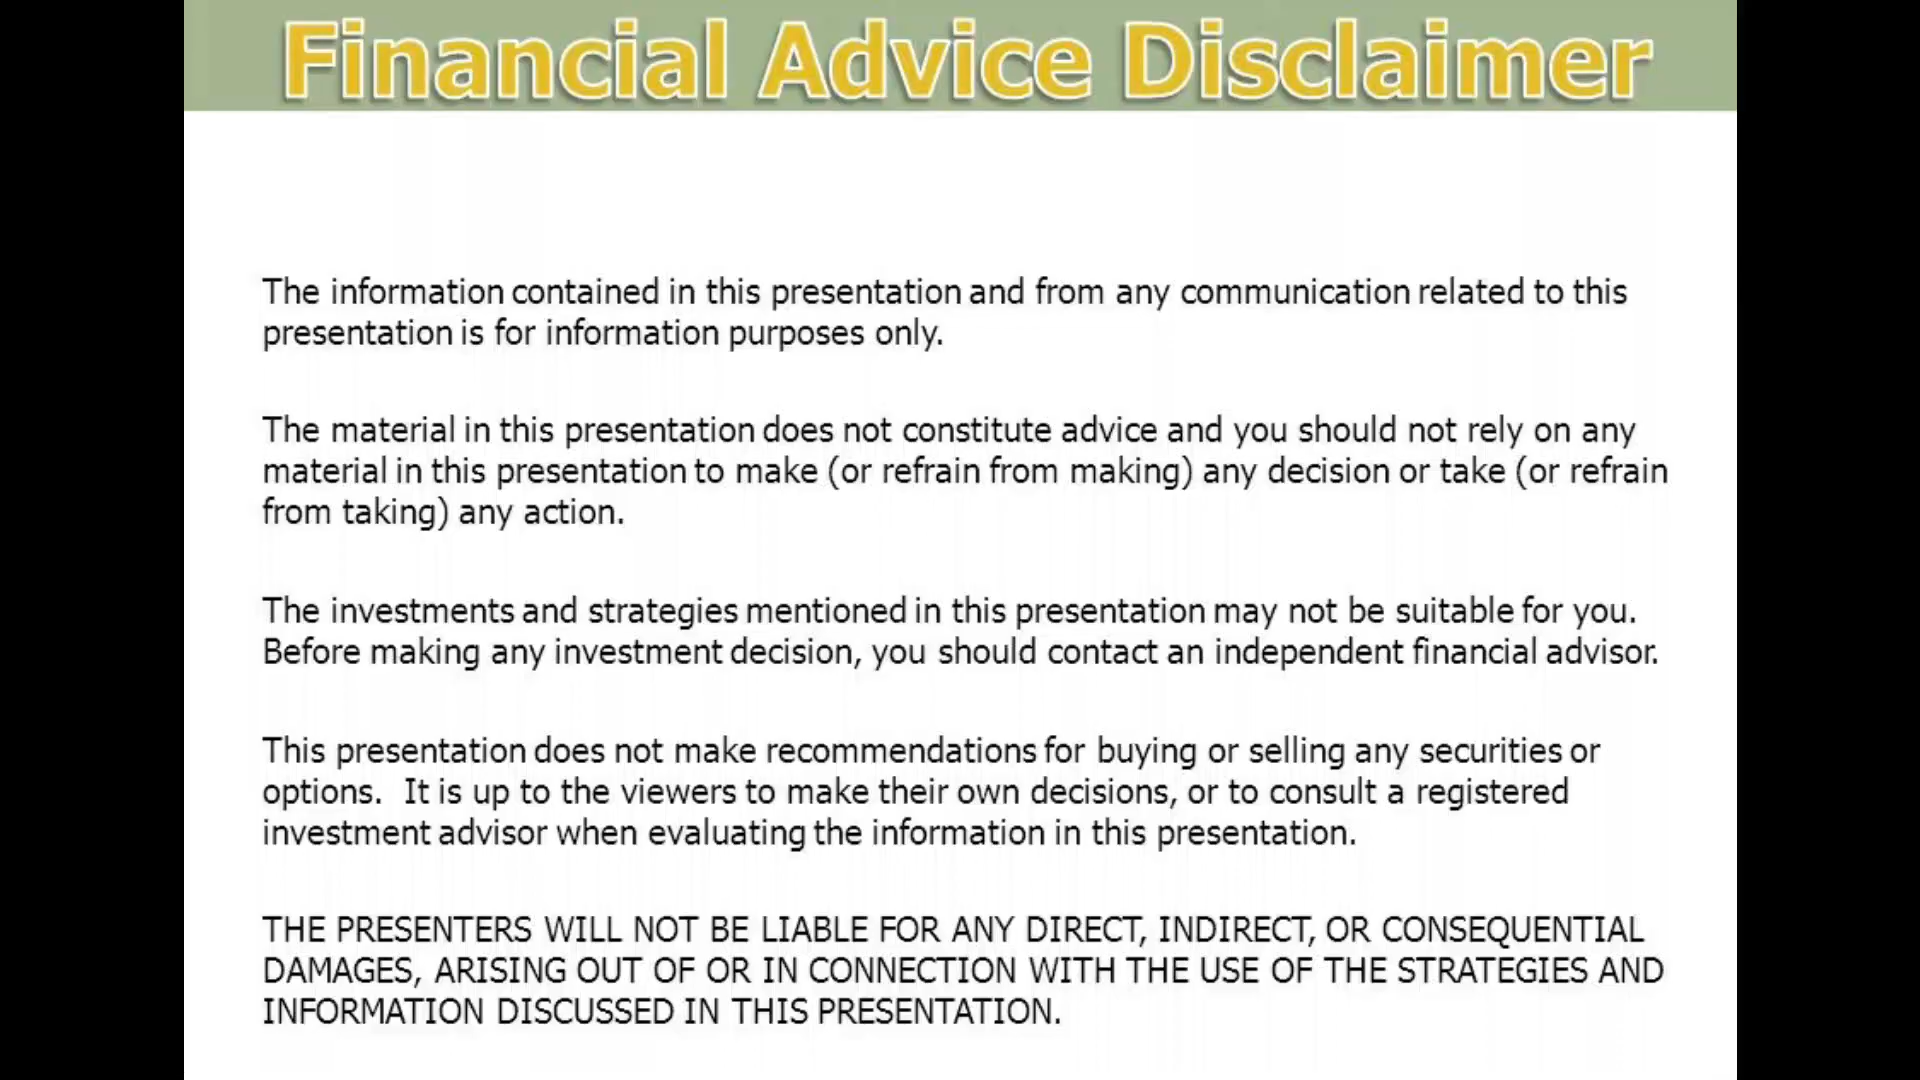 Financial Advice Disclaimer
The information contained in this presentation and from any communication related to this
presentation is for information purposes only.
The material in this presentation does not constitute advice and you should not rely on any
material in this presentation to make (or refrain from making) any decision or take (or refrain
from taking) any action.
The investments and strategies mentioned in this presentation may not be suitable for you.
Before making any investment decision, you should contact an independent financial advisor.
This presentation does not make recommendations for buying or selling any securities or
options.  It is up to the viewers to make their own decisions, or to consult a registered
investment advisor when evaluating the information in this presentation.
THE PRESENTERS WILL NOT BE LIABLE FOR ANY DIRECT, INDIRECT, OR CONSEQUENTIAL
DAMAGES, ARISING OUT OF OR IN CONNECTION WITH THE USE OF THE STRATEGIES AND
INFORMATION DISCUSSED IN THIS PRESENTATION.